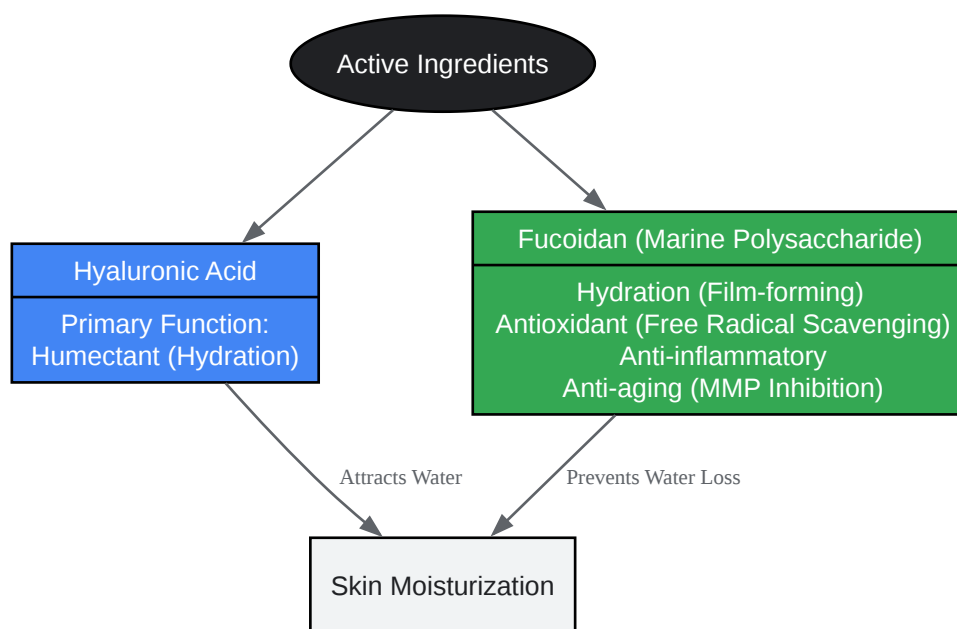 Active Ingredients
Hyaluronic Acid
Primary Function:
Humectant (Hydration)
Fucoidan (Marine Polysaccharide)
Hydration (Film-forming)
Antioxidant (Free Radical Scavenging)
Anti-inflammatory
Anti-aging (MMP Inhibition)
Attracts Water
Prevents Water Loss
Skin Moisturization